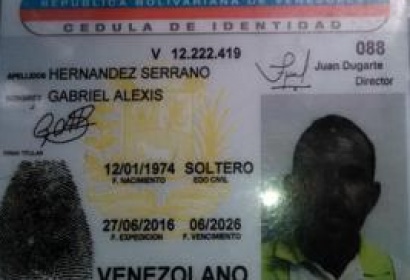 REPUBLICA BOLIVARIANA DE VENEZUELA
CEDULA DE IDENTIDAD
V 12.222.419
088
APELLIDOS HERNANDEZ SERRANO
Juan Dugarte
Director
NOMBRES GABRIEL ALEXIS
FIRMA TITULAR
12/01/1974 SOLTERO
F. NACIMIENTO EDO CIVIL
27/06/2016 06/2026
F. EXPEDICION F. VENCIMIENTO
VENEZOLANO